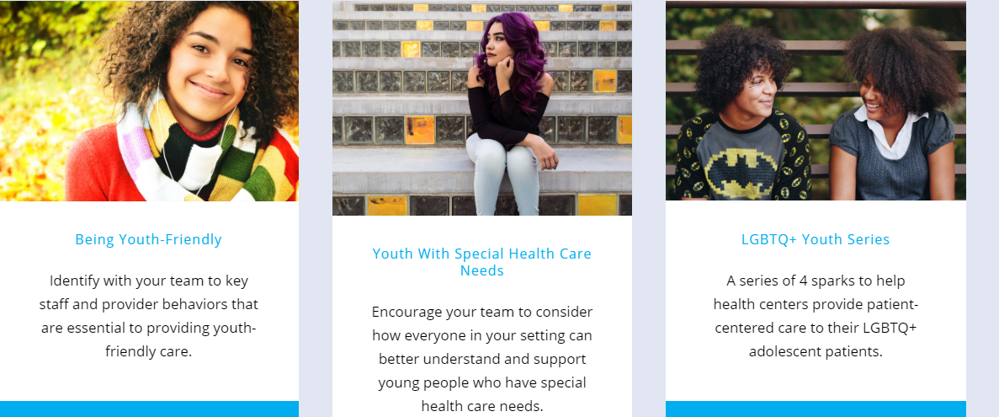 Being Youth-Friendly
Identify with your team to key
staff and provider behaviors that
are essential to providing youth-
friendly care.
Youth With Special Health Care
Needs
Encourage your team to consider
how everyone in your setting can
better understand and support
young people who have special
health care needs.
LGBTQ+ Youth Series
A series of 4 sparks to help
health centers provide patient-
centered care to their LGBTQ+
adolescent patients.